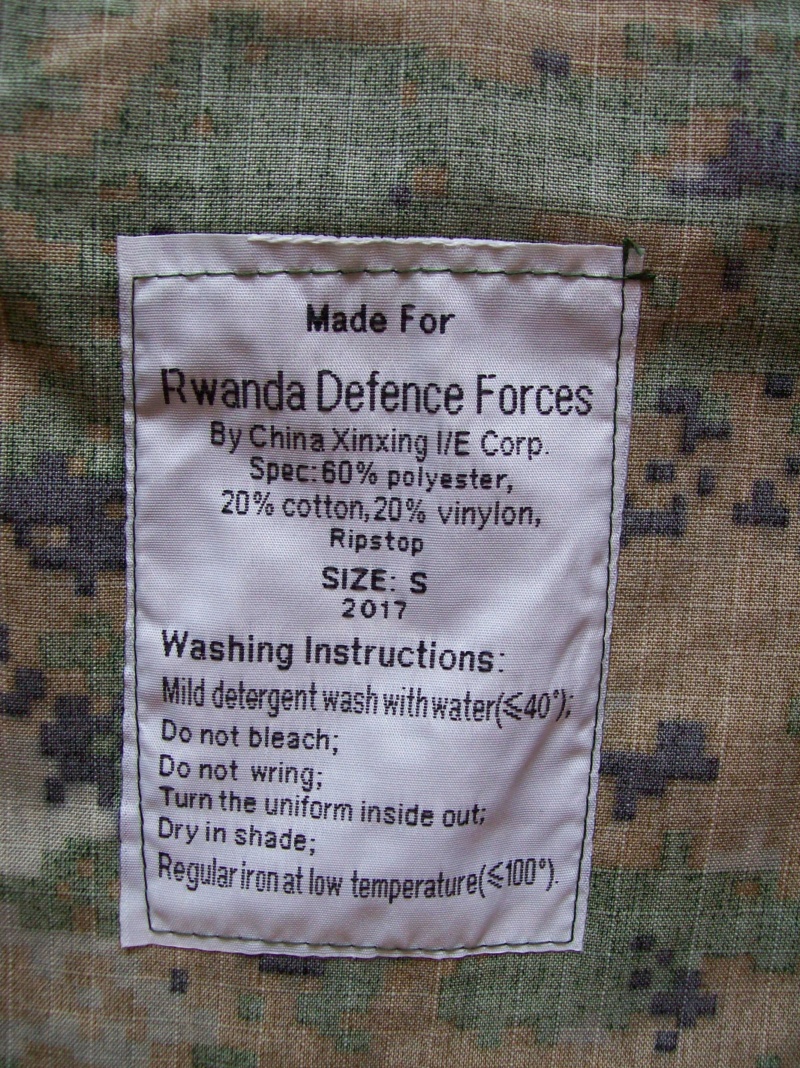 Made For
Rwanda Defence Forces
By China Xinxing I/E Corp.
Spec:60% polyester,
20% cotton,20% vinylon,
Ripstop
SIZE: S
2017
Washing Instructions:
Mild detergent wash with water(≤40°);
Do not bleach;
Do not wring;
Turn the uniform inside out;
Dry in shade;
Regular iron at low temperature(≤100°).